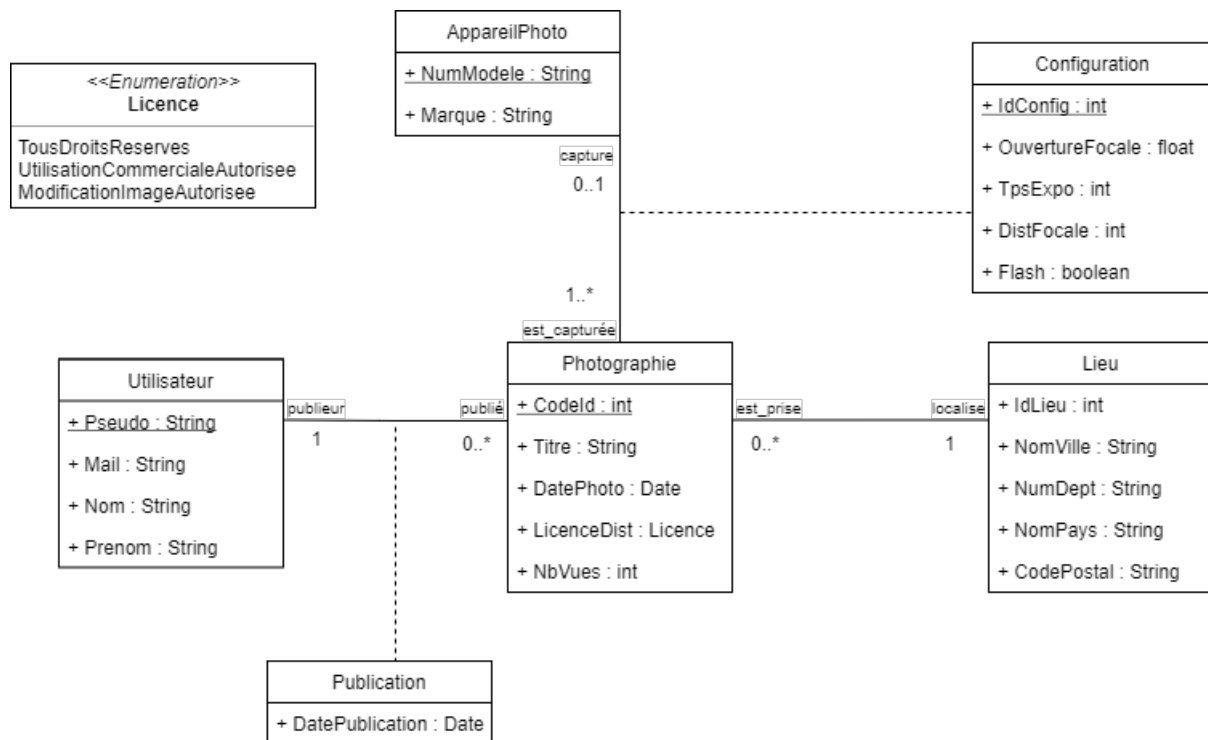 AppareilPhoto
+ NumModele : String
+ Marque : String
<<Enumeration>>
Licence
TousDroitsReserves
UtilisationCommercialeAutorisee
ModificationImageAutorisee
Configuration
+ IdConfig : int
+ OuvertureFocale : float
+ TpsExpo : int
+ DistFocale : int
+ Flash : boolean
capture
0..1
1..*
est_capturée
Utilisateur
+ Pseudo : String
+ Mail : String
+ Nom : String
+ Prenom : String
publieur
1
publié
0..*
Photographie
+ CodeId : int
+ Titre : String
+ DatePhoto : Date
+ LicenceDist : Licence
+ NbVues : int
est_prise
0..*
localise
1
Lieu
+ IdLieu : int
+ NomVille : String
+ NumDept : String
+ NomPays : String
+ CodePostal : String
Publication
+ DatePublication : Date